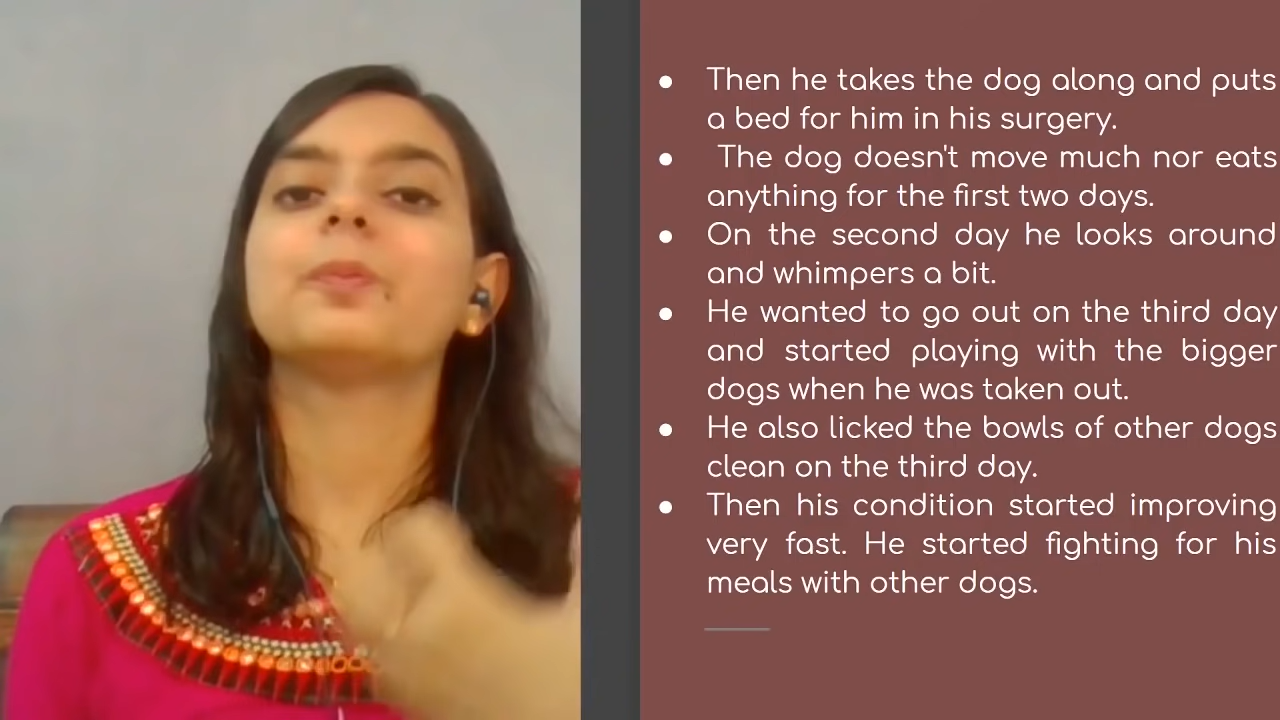 ● Then he takes the dog along and puts
a bed for him in his surgery.
● The dog doesn't move much nor eats
anything for the first two days.
● On the second day he looks around
and whimpers a bit.
● He wanted to go out on the third day
and started playing with the bigger
dogs when he was taken out.
● He also licked the bowls of other dogs
clean on the third day.
● Then his condition started improving
very fast. He started fighting for his
meals with other dogs.